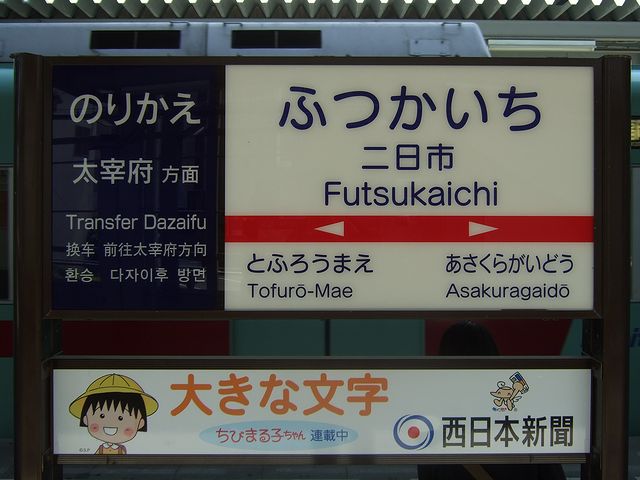 のりかえ
太宰府 方面
Transfer Dazaifu
换车 前往太宰府方向
환승 다자이후 방면
ふつかいち
二日市
Futsukaichi
とふろうまえ
Tofurō-Mae
あさくらがいどう
Asakuragaidō
大きな文字
ちびまる子ちゃん 連載中
西日本新聞